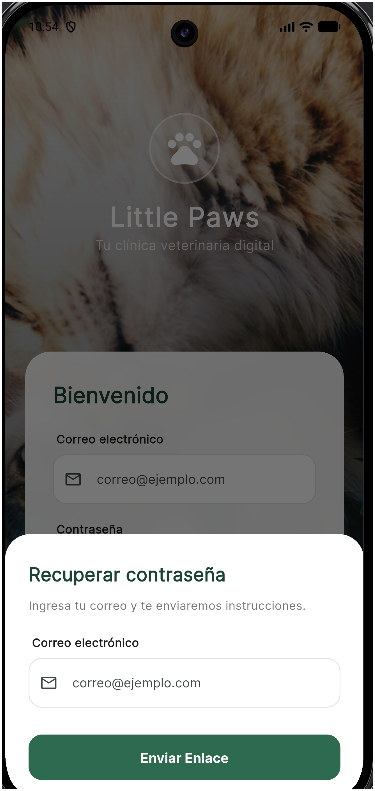 10:54
Little Paws
Tu clínica veterinaria digital
Bienvenido
Correo electrónico
correo@ejemplo.com
Contraseña
Recuperar contraseña
Ingresa tu correo y te enviaremos instrucciones.
Correo electrónico
correo@ejemplo.com
Enviar Enlace